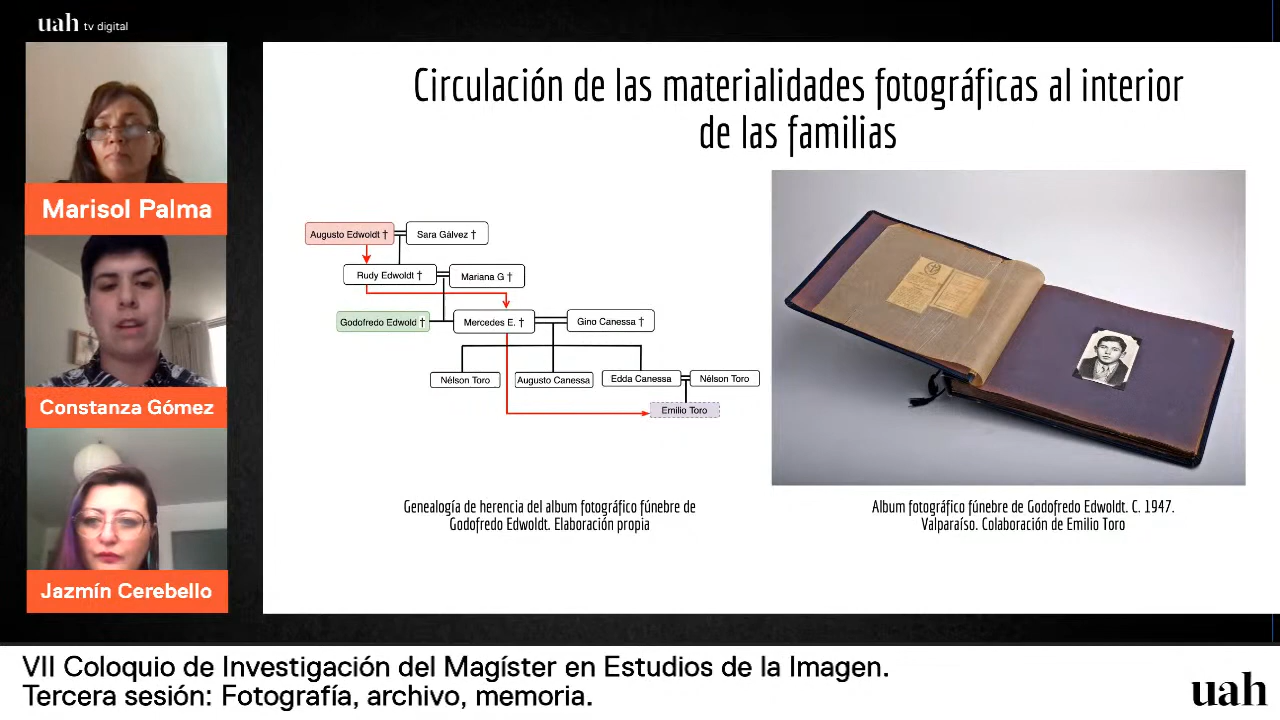 uah tv digital
Marisol Palma
Constanza Gómez
Jazmín Cerebello
Circulación de las materialidades fotográficas al interior
de las familias
Augusto Edwoldt †
Sara Gálvez †
Rudy Edwoldt †
Mariana G †
Godofredo Edwold †
Mercedes E. †
Gino Canessa †
Nélson Toro
Augusto Canessa
Edda Canessa
Nélson Toro
Emilio Toro
Genealogía de herencia del album fotográfico fúnebre de
Godofredo Edwoldt. Elaboración propia
Album fotográfico fúnebre de Godofredo Edwoldt. C. 1947.
Valparaíso. Colaboración de Emilio Toro
VII Coloquio de Investigación del Magíster en Estudios de la Imagen.
Tercera sesión: Fotografía, archivo, memoria.
uah